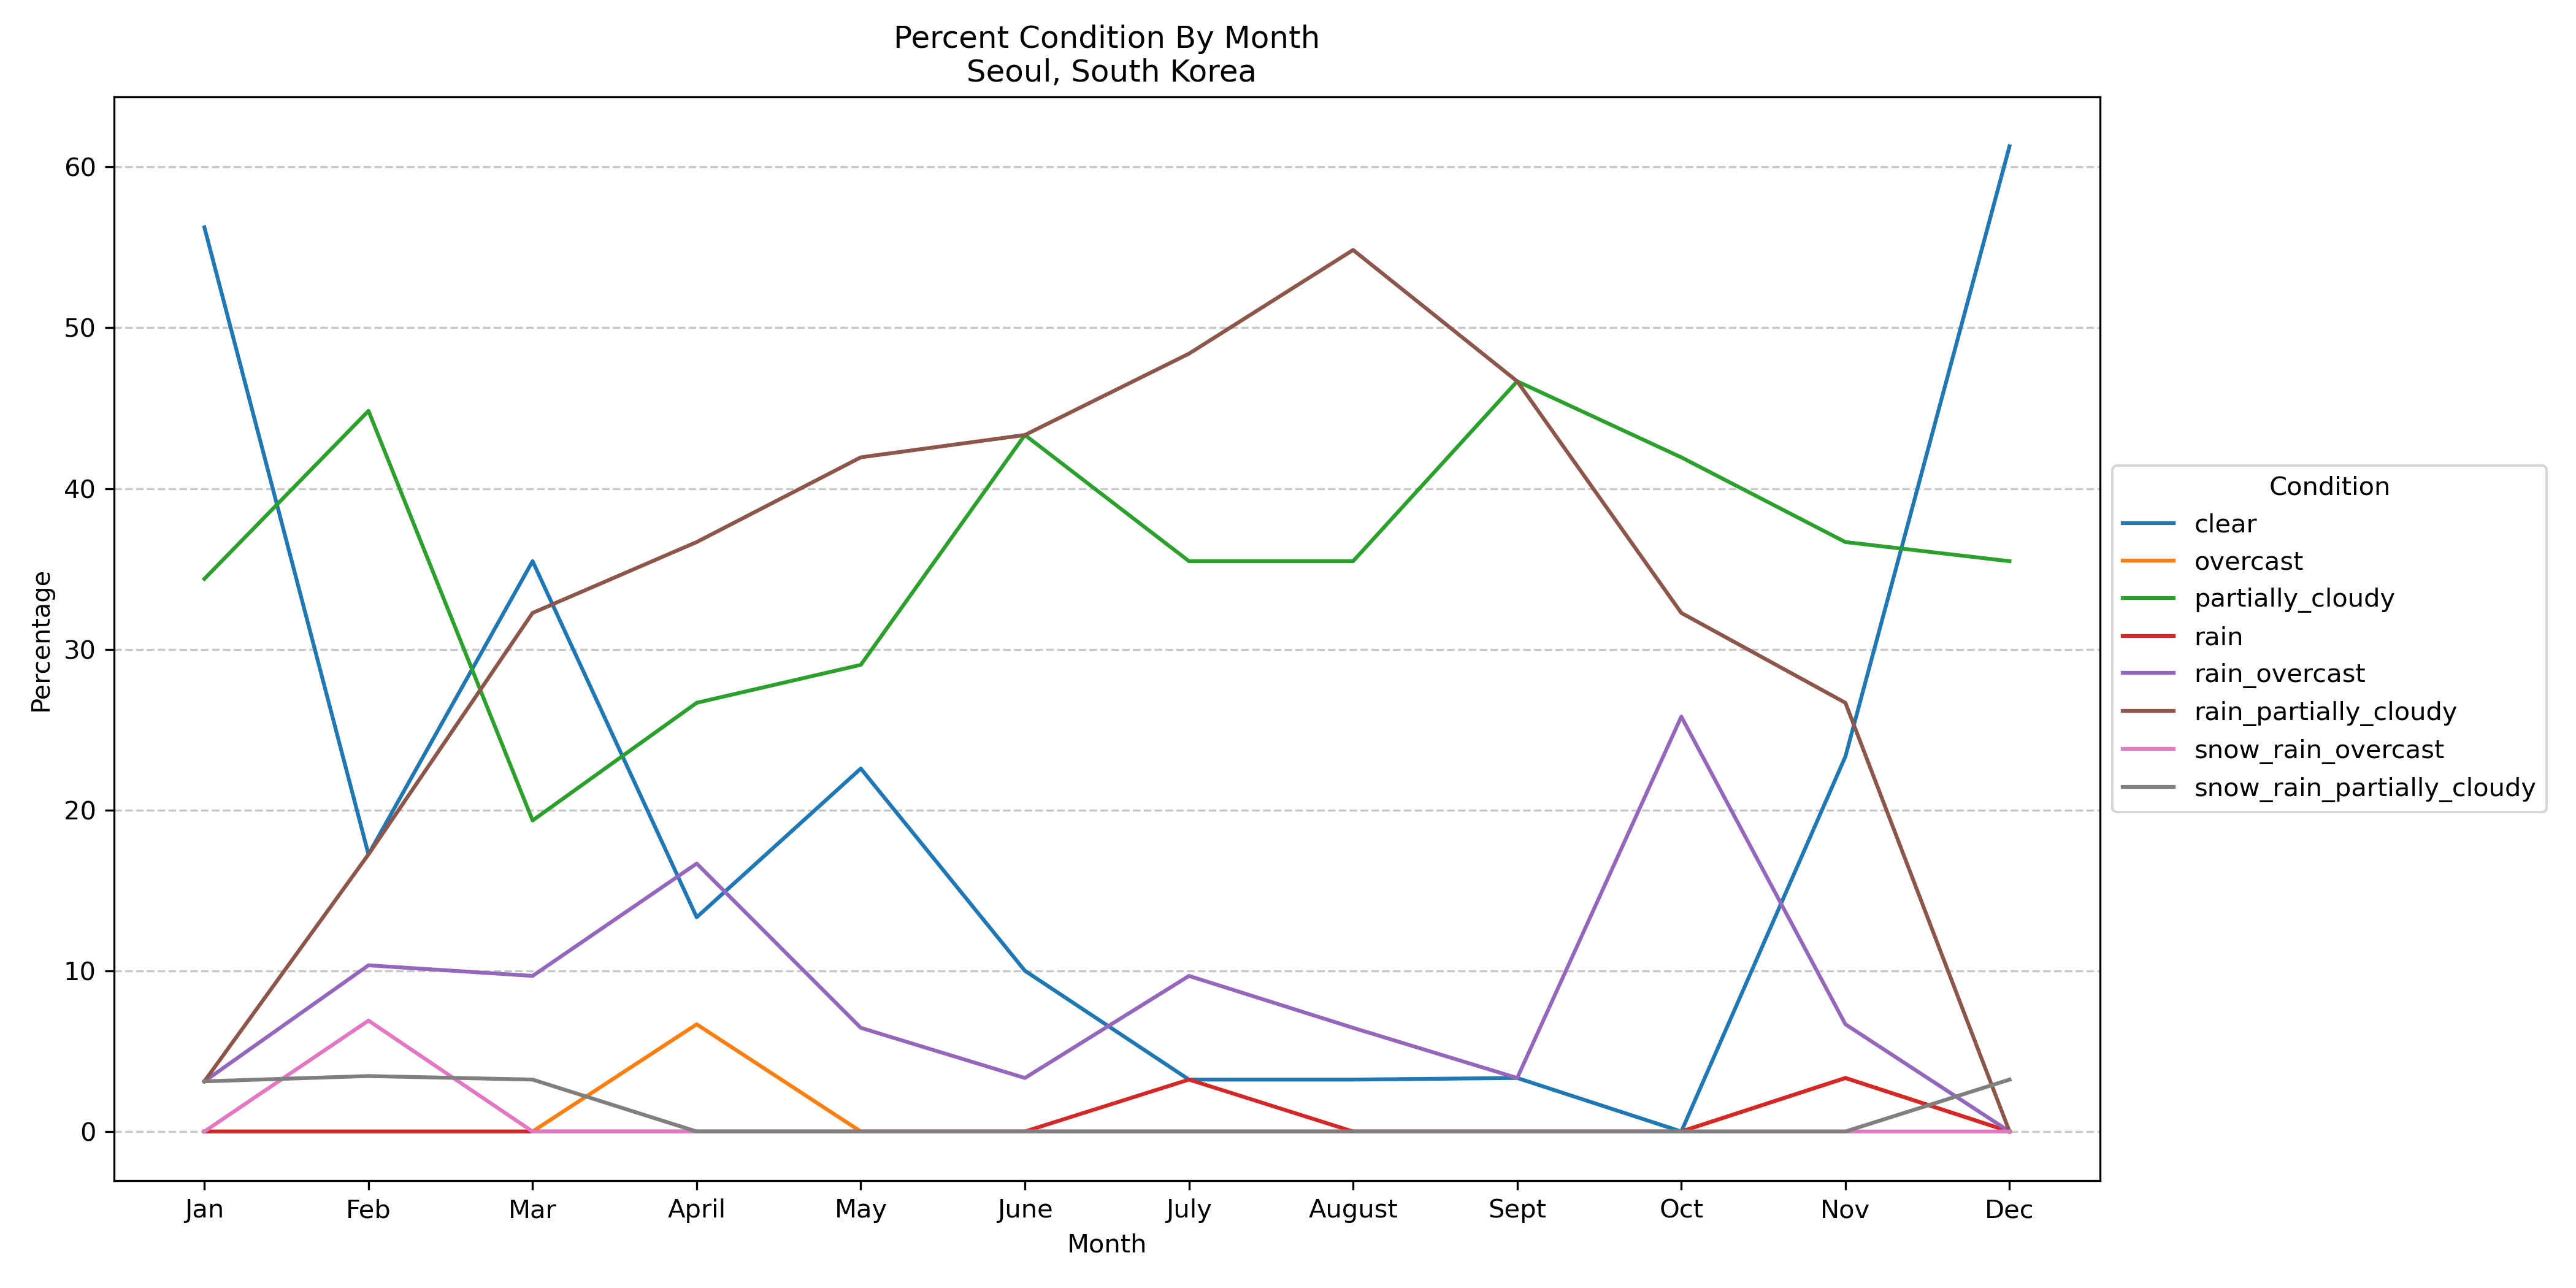 Percent Condition By Month
Seoul, South Korea
Percentage
60
50
40
30
20
10
0
Jan Feb Mar April May June July August Sept Oct Nov Dec
Month
Condition
clear
overcast
partially_cloudy
rain
rain_overcast
rain_partially_cloudy
snow_rain_overcast
snow_rain_partially_cloudy